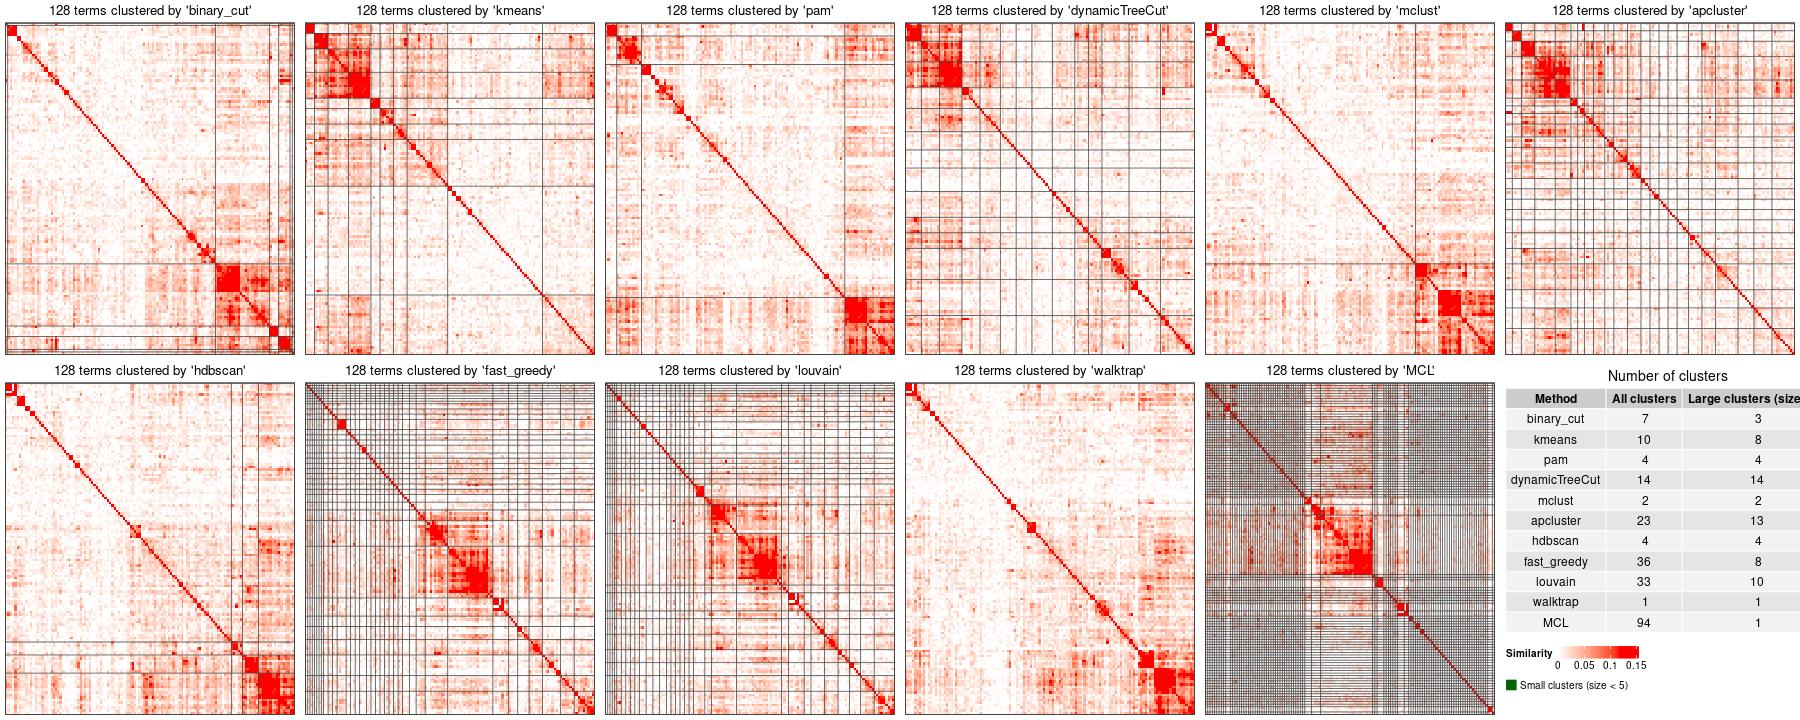 128 terms clustered by 'binary_cut'
128 terms clustered by 'kmeans'
128 terms clustered by 'pam'
128 terms clustered by 'dynamicTreeCut'
128 terms clustered by 'mclust'
128 terms clustered by 'apcluster'
128 terms clustered by 'hdbscan'
128 terms clustered by 'fast_greedy'
128 terms clustered by 'louvain'
128 terms clustered by 'walktrap'
128 terms clustered by 'MCL'
Number of clusters
Method All clusters Large clusters (size
binary_cut 7 3
kmeans 10 8
pam 4 4
dynamicTreeCut 14 14
mclust 2 2
apcluster 23 13
hdbscan 4 4
fast_greedy 36 8
louvain 33 10
walktrap 1 1
MCL 94 1
Similarity
0 0.05 0.1 0.15
Small clusters (size < 5)